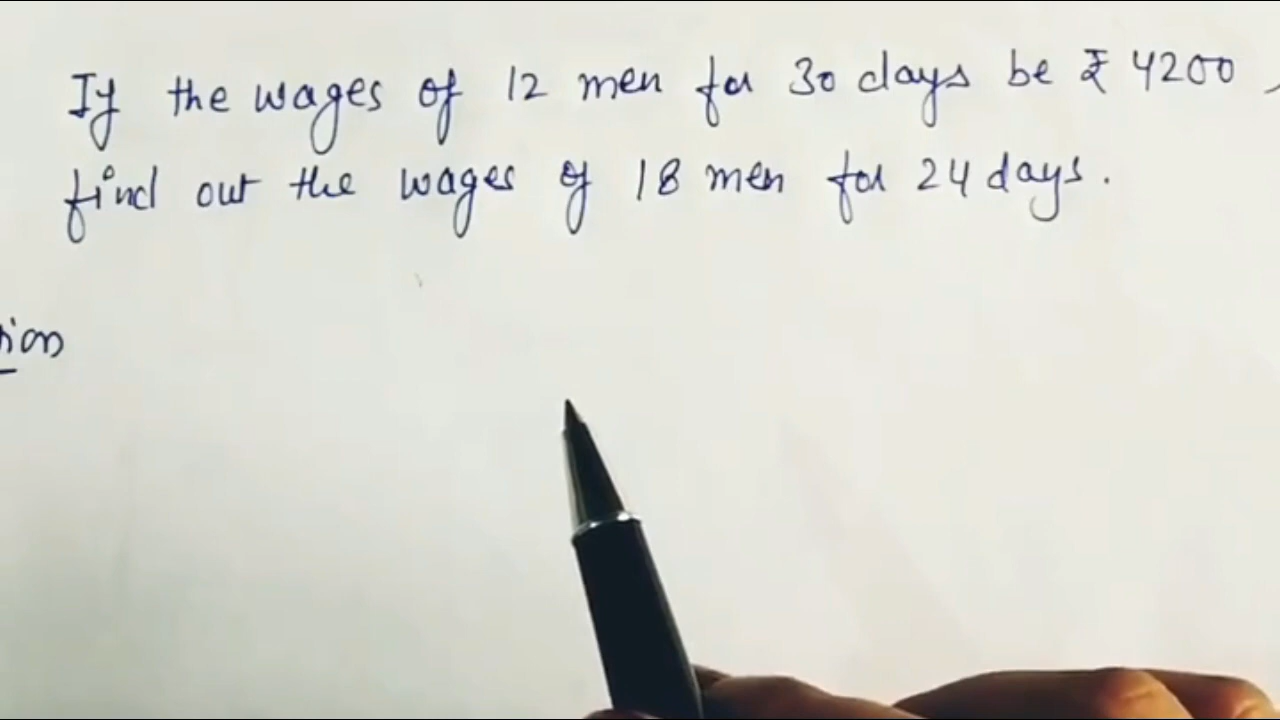 If the wages of 12 men for 30 days be ₹ 4200,
find out the wages of 18 men for 24 days.